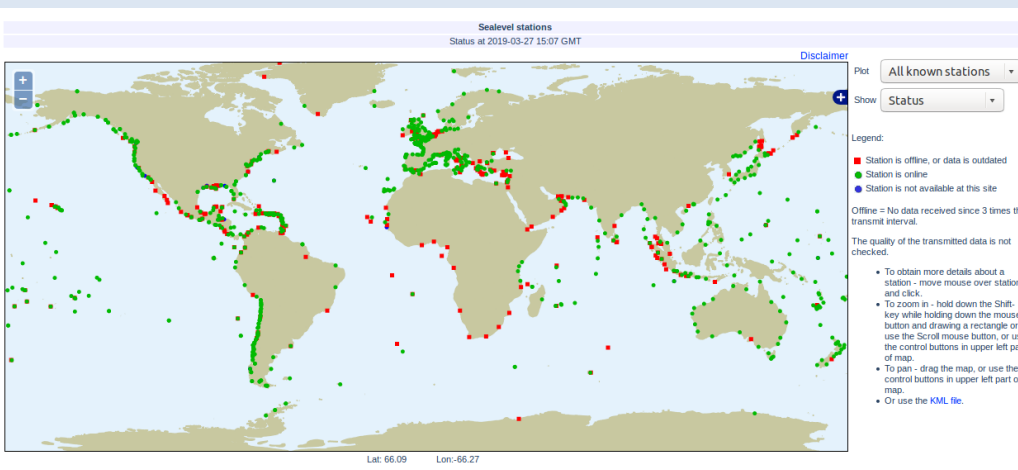 Sealevel stations
Status at 2019-03-27 15:07 GMT
Disclaimer
+
−
+
Plot All known stations
Show Status
Legend:
Station is offline, or data is outdated
Station is online
Station is not available at this site
Offline = No data received since 3 times th
transmit interval.
The quality of the transmitted data is not
checked.
To obtain more details about a
station - move mouse over station
and click.
To zoom in - hold down the Shift-
key while holding down the mouse
button and drawing a rectangle or
use the Scroll mouse button, or us
the control buttons in upper left pa
of map.
To pan - drag the map, or use the
control buttons in upper left part o
map.
Or use the KML file.
Lat: 66.09 Lon:-66.27